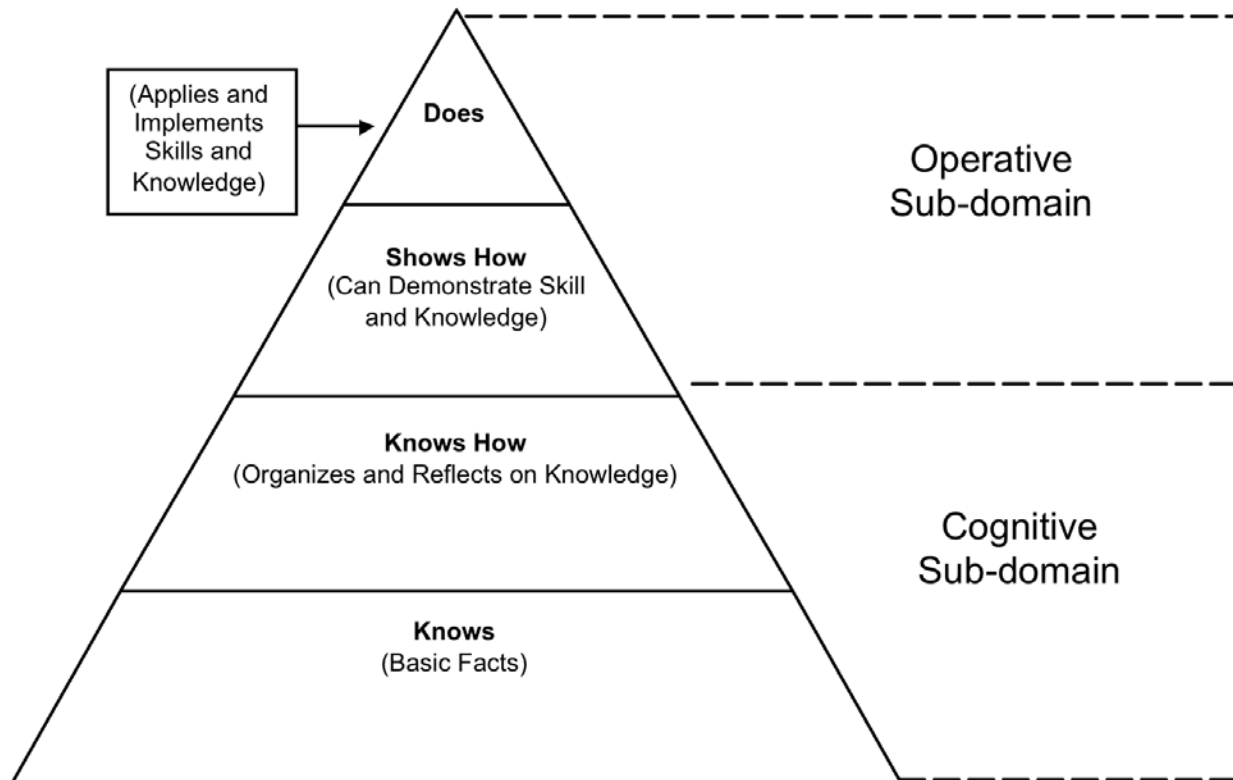 (Applies and
Implements
Skills and
Knowledge)
Does
Operative
Sub-domain
Shows How
(Can Demonstrate Skill
and Knowledge)
Knows How
(Organizes and Reflects on Knowledge)
Cognitive
Sub-domain
Knows
(Basic Facts)